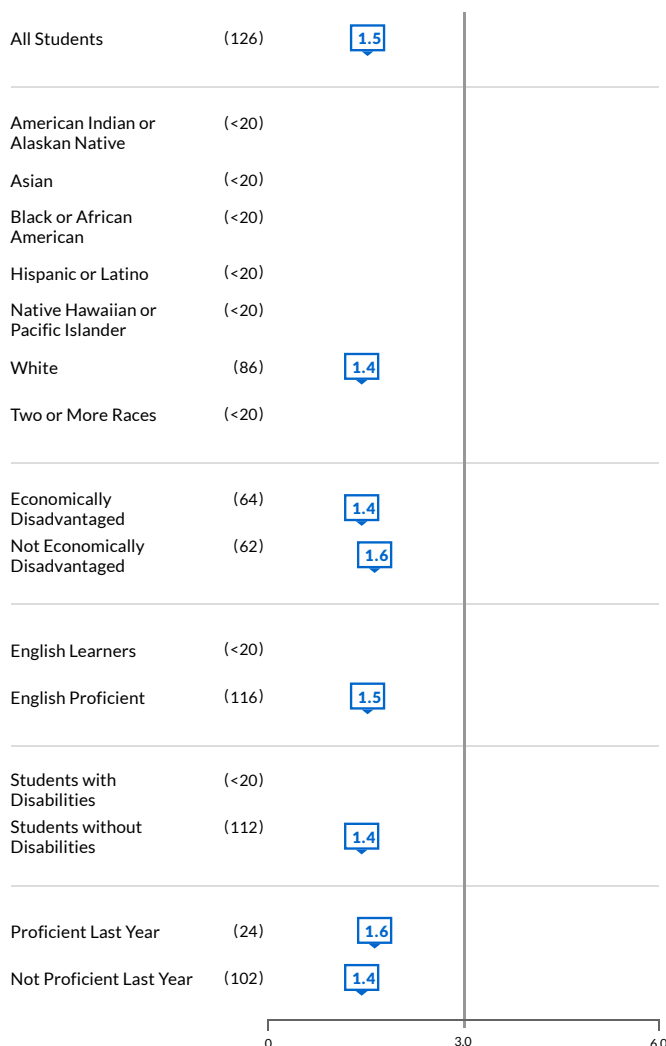 All Students (126) 1.5
American Indian or (<20)
Alaskan Native
Asian (<20)
Black or African (<20)
American
Hispanic or Latino (<20)
Native Hawaiian or (<20)
Pacific Islander
White (86) 1.4
Two or More Races (<20)
Economically (64) 1.4
Disadvantaged
Not Economically (62) 1.6
Disadvantaged
English Learners (<20)
English Proficient (116) 1.5
Students with (<20)
Disabilities
Students without (112) 1.4
Disabilities
Proficient Last Year (24) 1.6
Not Proficient Last Year (102) 1.4
0 3.0 6.0